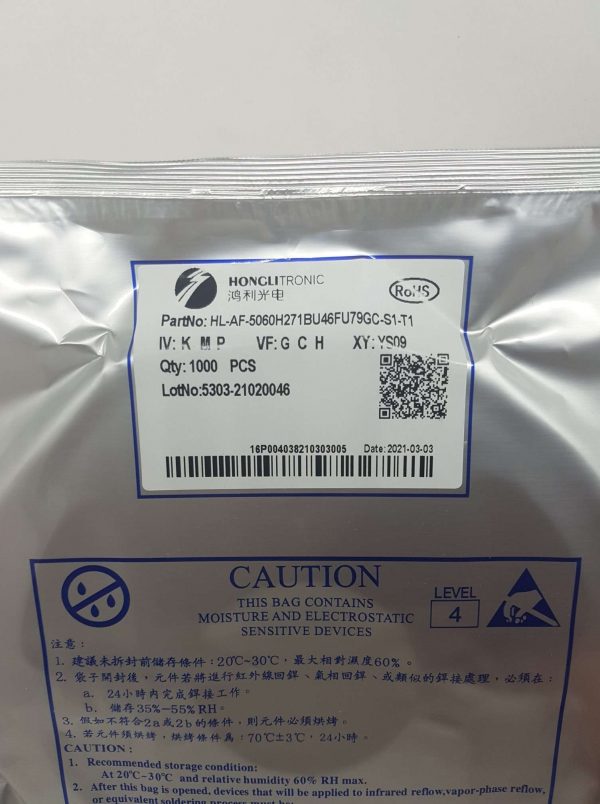 HONGLITRONIC
鸿利光电
RoHS
PartNo: HL-AF-5060H271BU46FU79GC-S1-T1
IV: K M P VF: G C H XY: YS09
Qty: 1000 PCS
LotNo:5303-21020046
16P004038210303005 Date: 2021-03-03
CAUTION
THIS BAG CONTAINS
MOISTURE AND ELECTROSTATIC
SENSITIVE DEVICES
LEVEL
4
注意：
1. 建議未拆封前儲存條件：20℃~30℃，最大相對濕度60%。
2. 袋子開封後，元件若將進行紅外線回銲、氣相回銲、或類似的銲接處理，必須在：
a. 24小時內完成銲接工作。
b. 儲存35%-55%RH。
3. 假如不符合2a或2b的條件，則元件必須烘烤。
4. 若元件須烘烤，烘烤條件為：70℃±3℃，24小時。
CAUTION :
1. Recommended storage condition:
At 20℃~30℃ and relative humidity 60% RH max.
2. After this bag is opened, devices that will be applied to infrared reflow,vapor-phase reflow,
or equivalent soldering process must be: